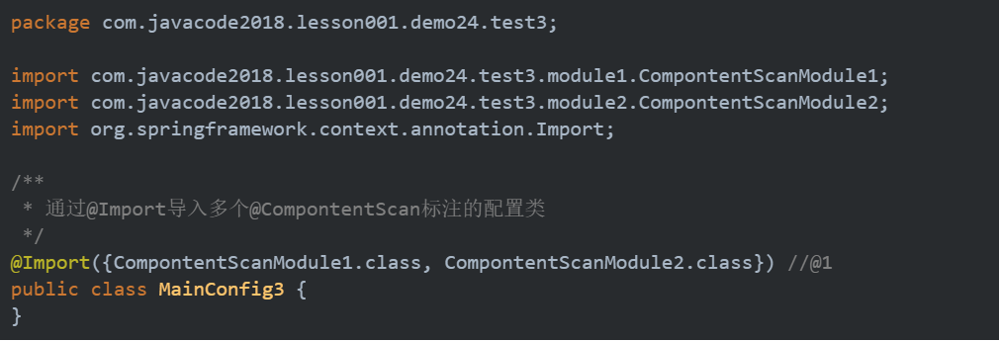 package com.javacode2018.lesson001.demo24.test3;
import com.javacode2018.lesson001.demo24.test3.module1.CompontentScanModule1;
import com.javacode2018.lesson001.demo24.test3.module2.CompontentScanModule2;
import org.springframework.context.annotation.Import;
/**
 * 通过@Import导入多个@CompontentScan标注的配置类
 */
@Import({CompontentScanModule1.class, CompontentScanModule2.class}) //@1
public class MainConfig3 {
}